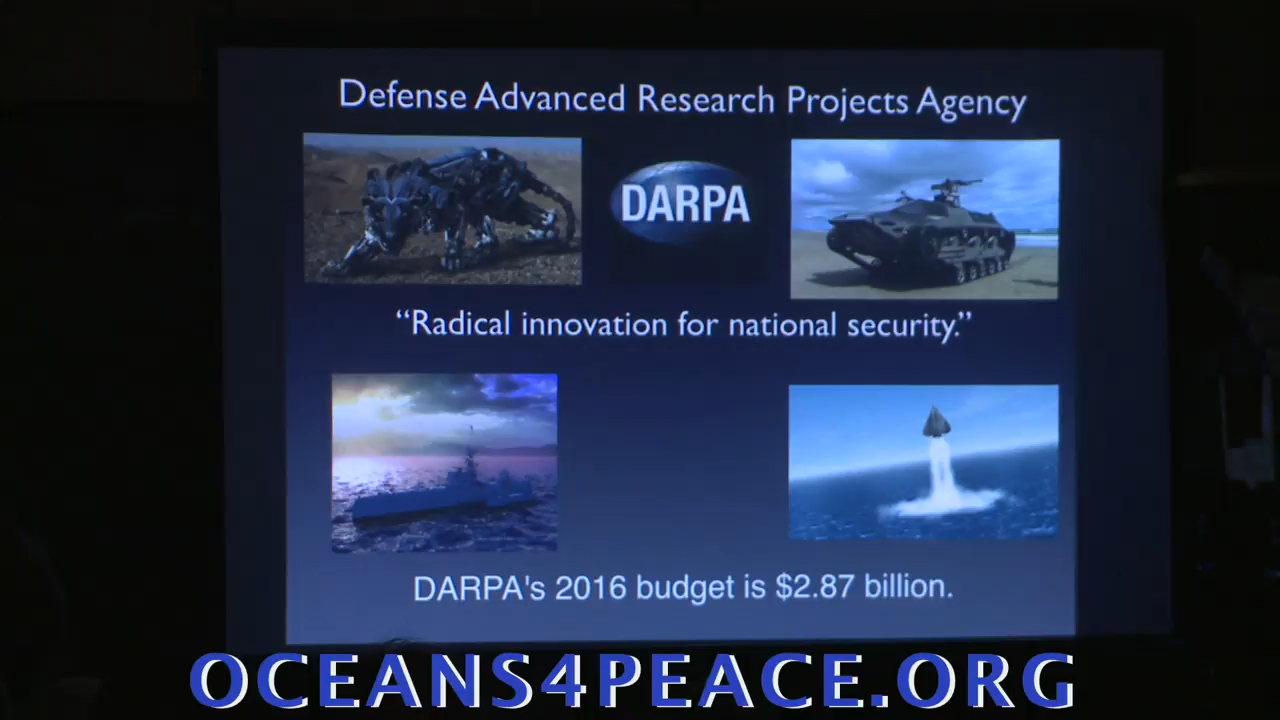 Defense Advanced Research Projects Agency
DARPA
“Radical innovation for national security.”
DARPA's 2016 budget is $2.87 billion.
OCEANS4PEACE.ORG